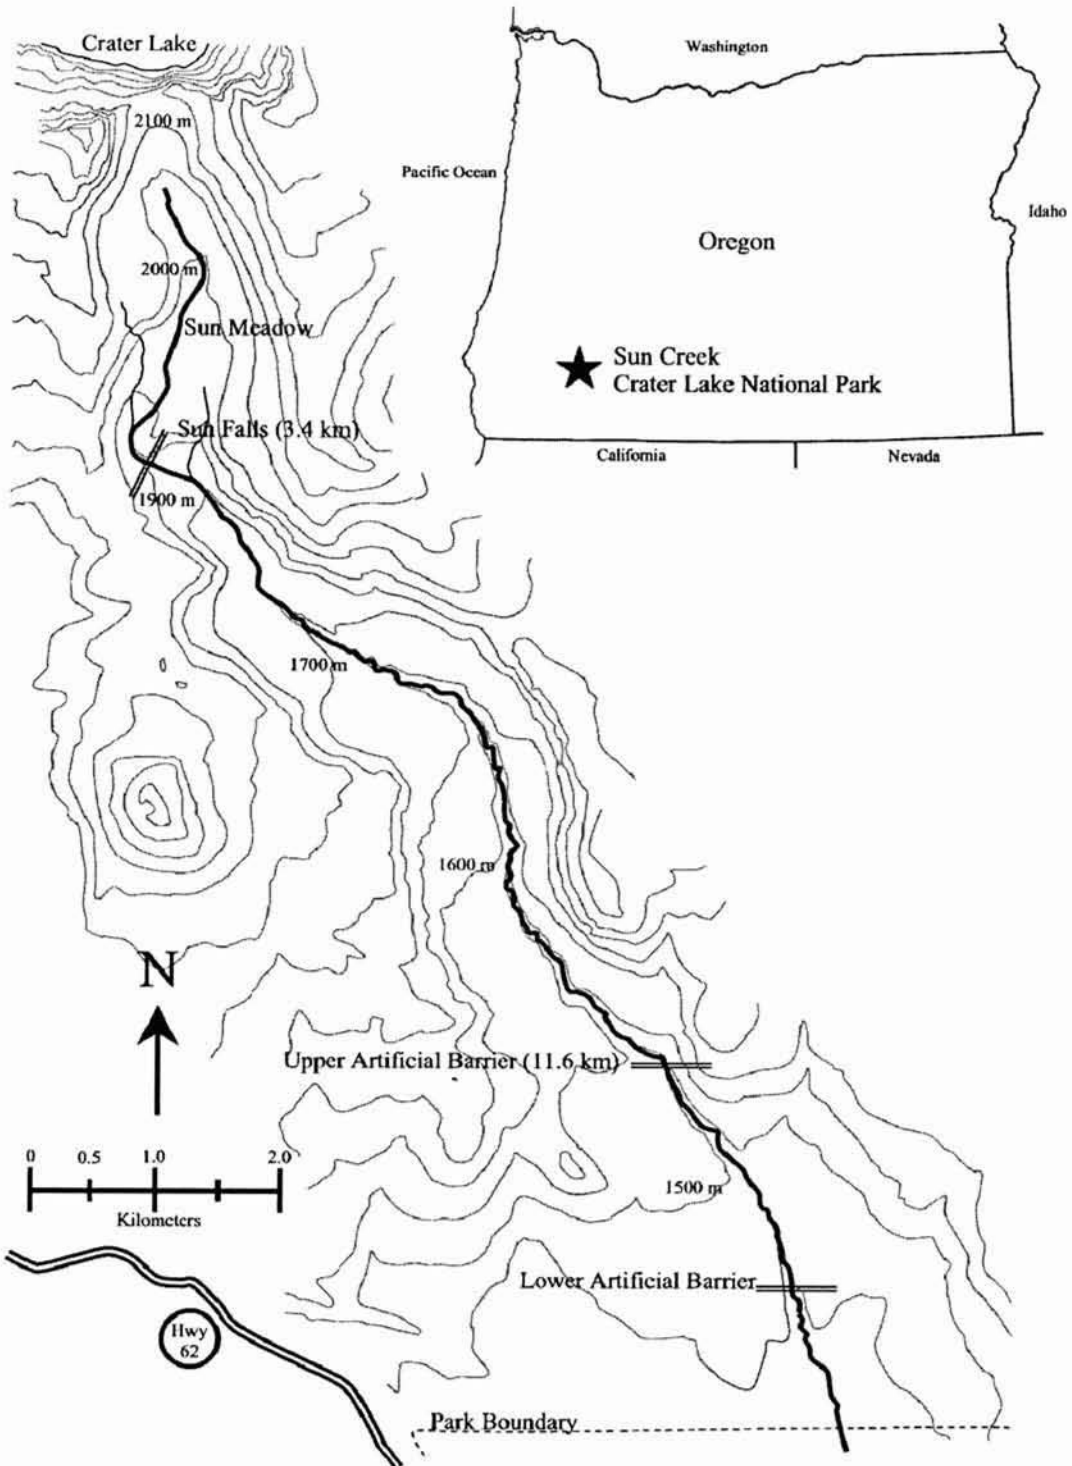 Crater Lake
Washington
2100 m
Pacific Ocean
Idaho
Oregon
2000 m
Sun Meadow
Sun Creek
Crater Lake National Park
Sun Falls (3.4 km)
California
Nevada
1900 m
1700 m
1600 m
N
Upper Artificial Barrier (11.6 km)
0 0.5 1.0 2.0
Kilometers
1500 m
Lower Artificial Barrier
Hwy
62
Park Boundary